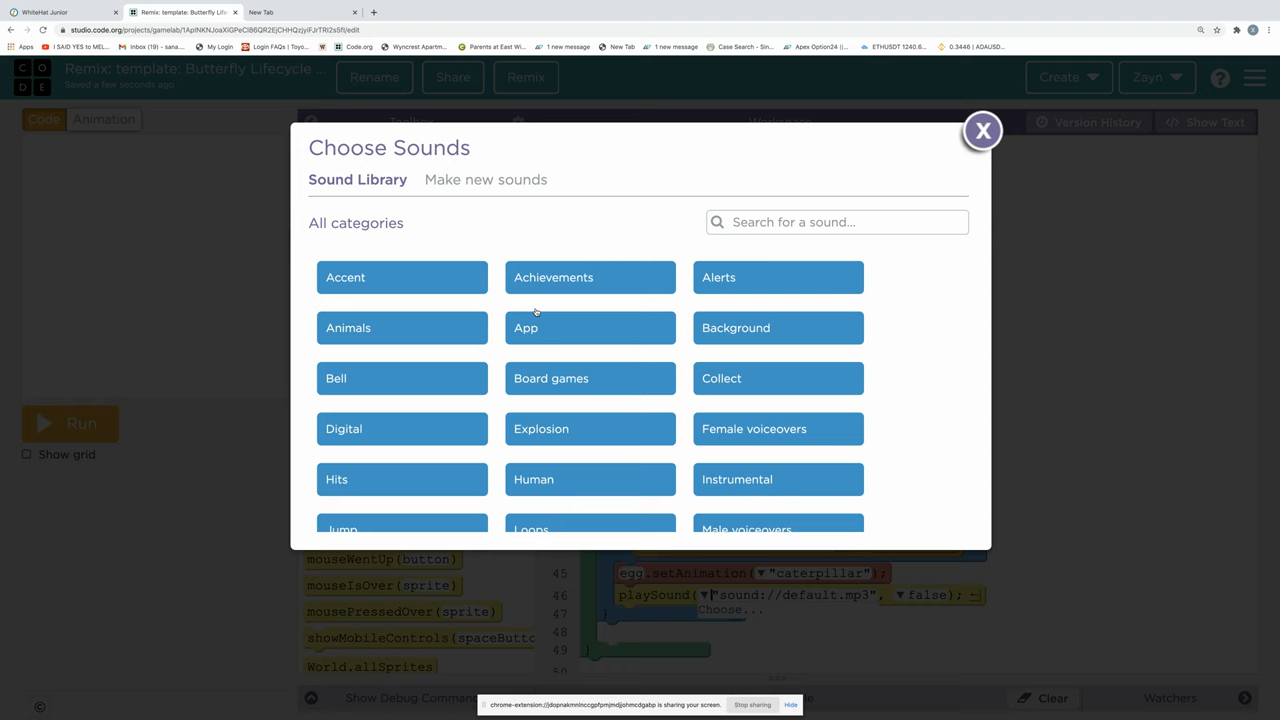 WhiteHat Junior
Remix: template: Butterfly Lifecycle
New Tab
studio.code.org/projects/gamelab/
Apps
I SAID YES to MEL...
Inbox (19) - sana....
My Login
Login FAQs | Toyo...
Code.org
Wyncrest Apartm...
Parents at East Wi...
1 new message
New Tab
1 new message
Case Search - Sin...
Apex Option24 ||...
ETHUSDT 1240.6...
0.3446 | ADAUSD...
CO
DE
Remix: template: Butterfly Lifecycle ...
Saved a few seconds ago
Rename
Share
Remix
Create
Zayn
?
Code
Animation
Toolbox
Workspace
Version History
</> Show Text
Choose Sounds
X
Sound Library
Make new sounds
All categories
Search for a sound...
Accent
Achievements
Alerts
Animals
App
Background
Bell
Board games
Collect
Digital
Explosion
Female voiceovers
Hits
Human
Instrumental
Jump
Loops
Male voiceovers
Run
Show grid
mouseWentUp(button)
mouseIsOver(sprite)
mousePressedOver(sprite)
showMobileControls(spaceButto
World.allSprites
45 egg.setAnimation(▼"caterpillar");
46 playSound(▼"sound://default.mp3", ▼false);
Choose...
47 }
48
49 }
50
Show Debug Comman
Clear
Watchers
chrome-extension://jdopnakmnlnccgpfpmjmdjjohmcdgabp is sharing your screen.
Stop sharing
Hide